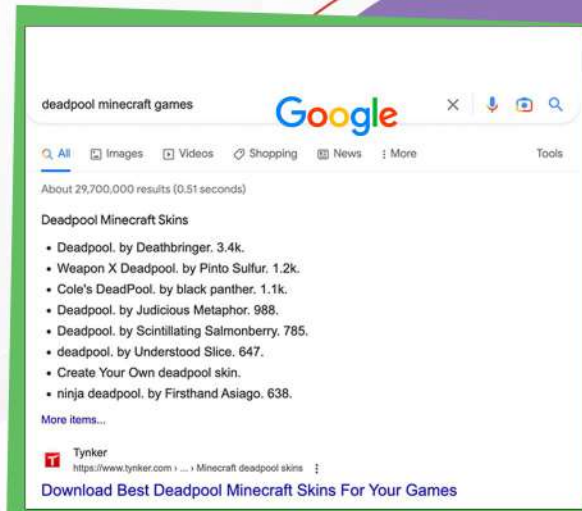 deadpool minecraft games
Google
All Images Videos Shopping News More Tools
About 29,700,000 results (0.51 seconds)
Deadpool Minecraft Skins
• Deadpool. by Deathbringer. 3.4k.
• Weapon X Deadpool. by Pinto Sulfur. 1.2k.
• Cole's DeadPool. by black panther. 1.1k.
• Deadpool. by Judicious Metaphor. 988.
• Deadpool. by Scintillating Salmonberry. 785.
• deadpool. by Understood Slice. 647.
• Create Your Own deadpool skin.
• ninja deadpool. by Firsthand Asiago. 638.
More items...
T
Tynker
https://www.tynker.com › ... › Minecraft deadpool skins
Download Best Deadpool Minecraft Skins For Your Games